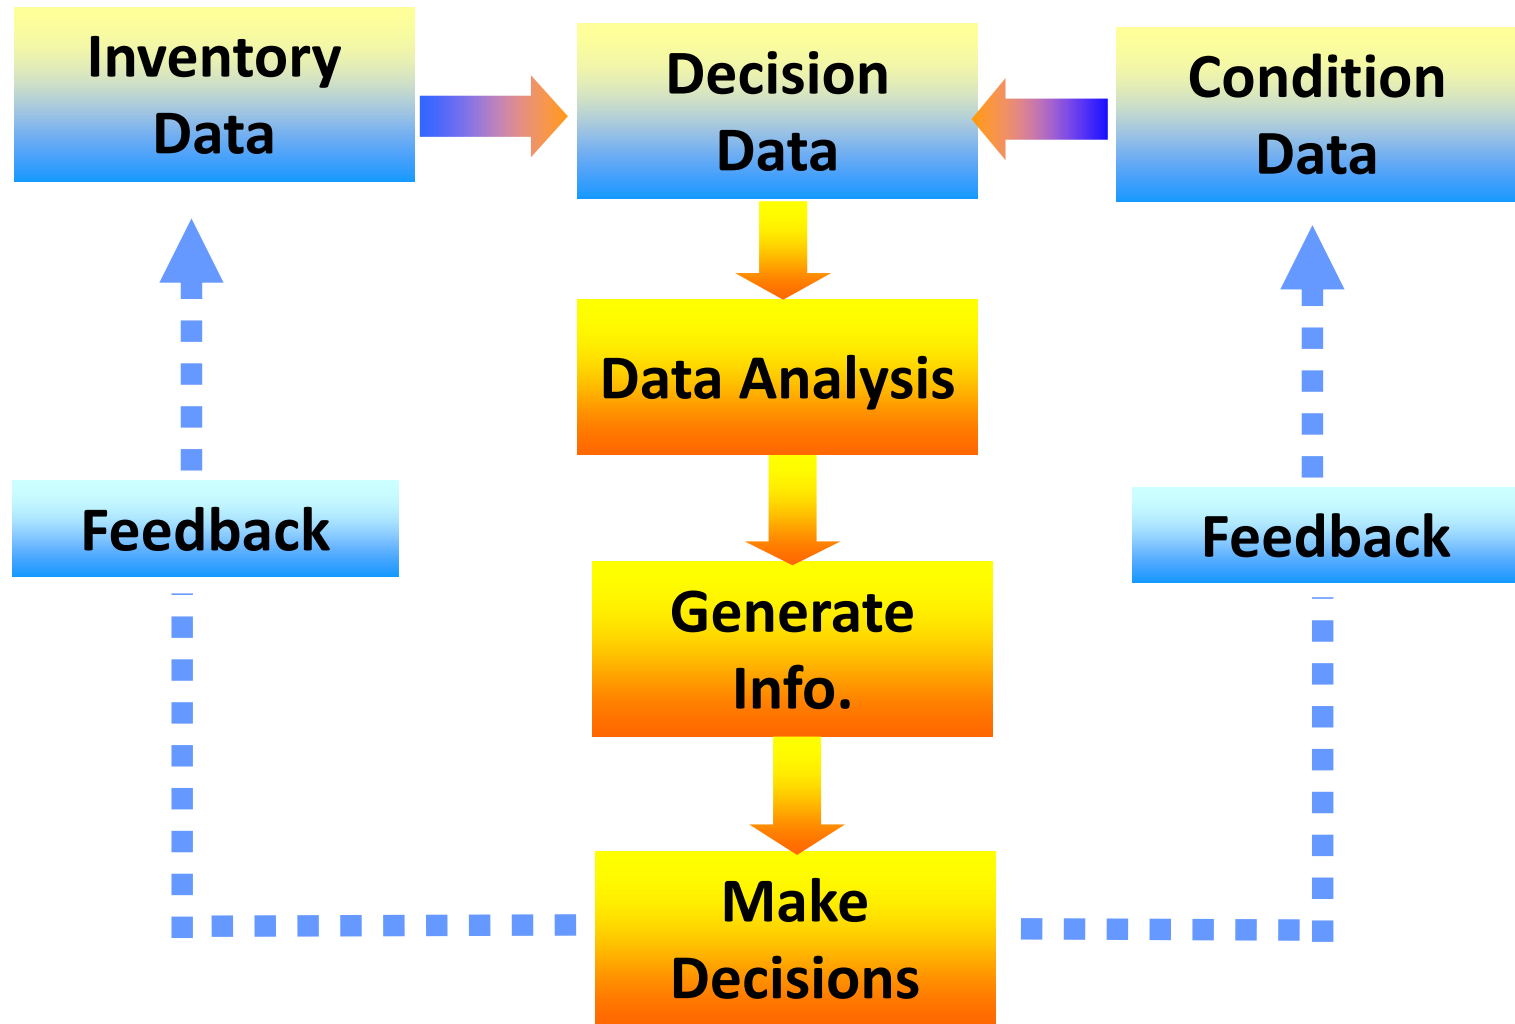 Inventory
Data
Decision
Data
Condition
Data
Data Analysis
Feedback
Feedback
Generate
Info.
Make
Decisions